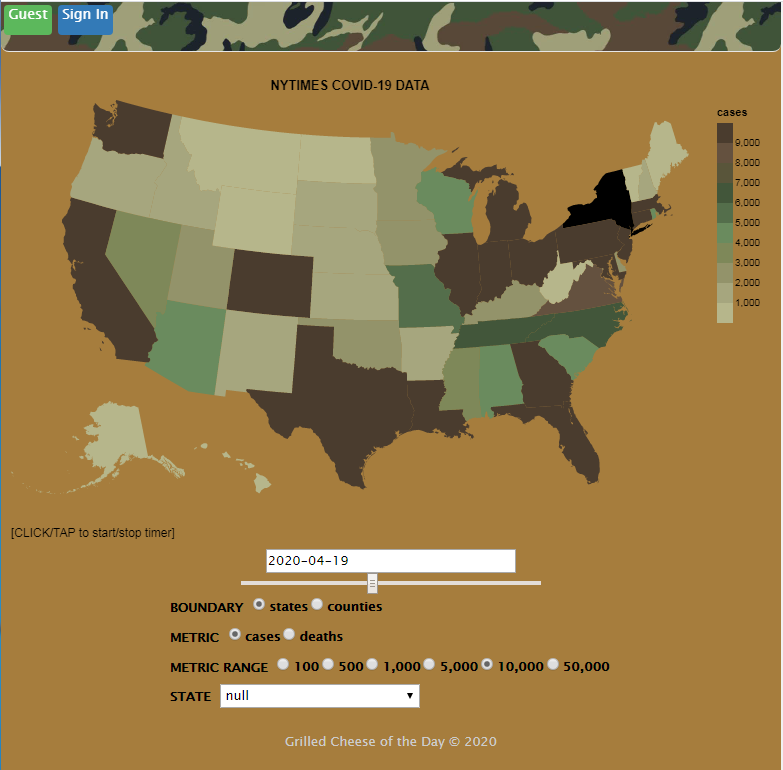 Guest Sign In
NYTIMES COVID-19 DATA
cases
9,000
8,000
7,000
6,000
5,000
4,000
3,000
2,000
1,000
[CLICK/TAP to start/stop timer]
2020-04-19
BOUNDARY states counties
METRIC cases deaths
METRIC RANGE 100 500 1,000 5,000 10,000 50,000
STATE null
Grilled Cheese of the Day © 2020